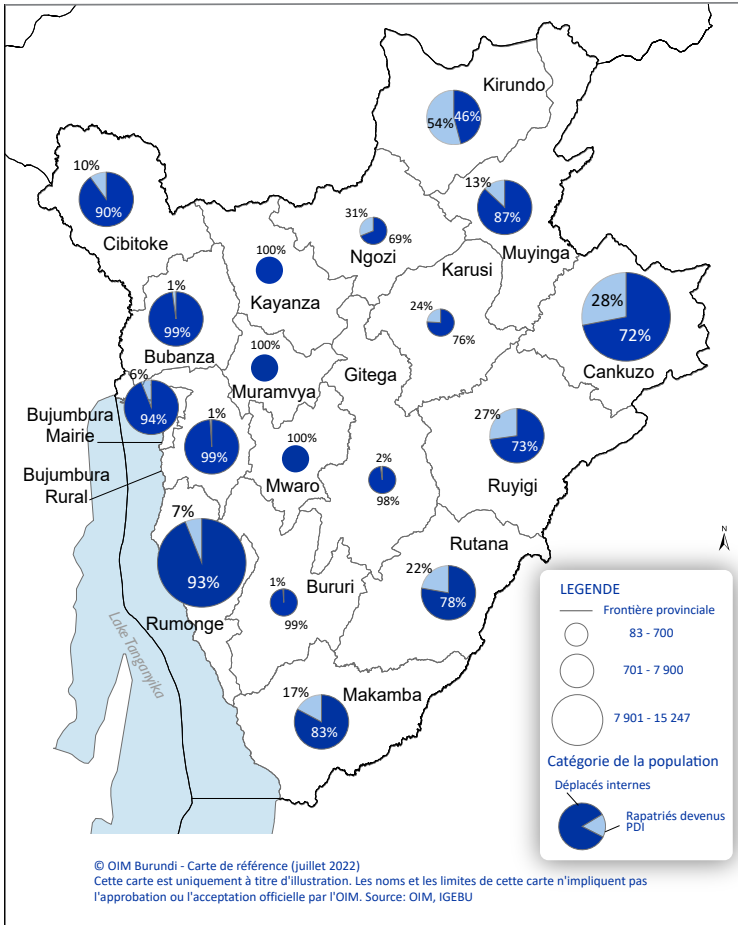 Kirundo
54%
46%
10%
90%
Cibitoke
13%
87%
Muyinga
31%
69%
Ngozi
100%
Kayanza
Karusi
24%
76%
28%
72%
Cankuzo
1%
99%
Bubanza
100%
Muramvya
Gitega
6%
94%
Bujumbura
Mairie
1%
99%
Bujumbura
Rural
100%
Mwaro
2%
98%
27%
73%
Ruyigi
7%
93%
Rumonge
1%
99%
Bururi
Rutana
22%
78%
17%
83%
Makamba
Lake Tanganyika
N
LEGENDE
Frontière provinciale
83 - 700
701 - 7 900
7 901 - 15 247
Catégorie de la population
Déplacés internes
Rapatriés devenus
PDI
© OIM Burundi - Carte de référence (juillet 2022)
Cette carte est uniquement à titre d'illustration. Les noms et les limites de cette carte n'impliquent pas
l'approbation ou l'acceptation officielle par l'OIM. Source: OIM, IGEBU